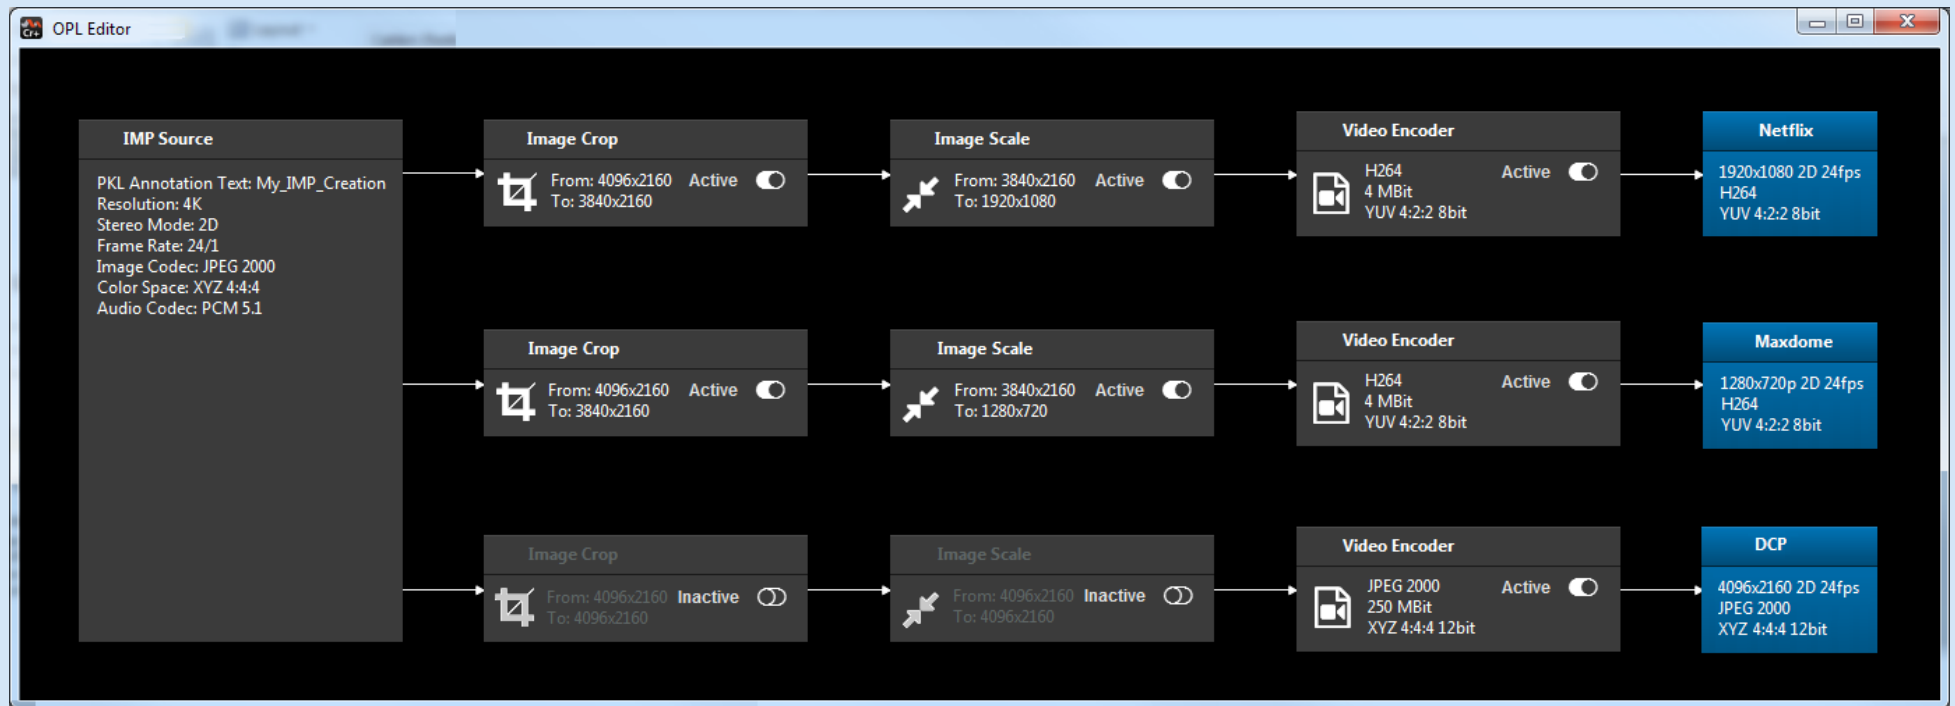 OPL Editor
IMP Source
PKL Annotation Text: My_IMP_Creation
Resolution: 4K
Stereo Mode: 2D
Frame Rate: 24/1
Image Codec: JPEG 2000
Color Space: XYZ 4:4:4
Audio Codec: PCM 5.1
Image Crop
From: 4096x2160 Active
To: 3840x2160
Image Scale
From: 3840x2160 Active
To: 1920x1080
Video Encoder
H264 Active
4 MBit
YUV 4:2:2 8bit
Netflix
1920x1080 2D 24fps
H264
YUV 4:2:2 8bit
Image Crop
From: 4096x2160 Active
To: 3840x2160
Image Scale
From: 3840x2160 Active
To: 1280x720
Video Encoder
H264 Active
4 MBit
YUV 4:2:2 8bit
Maxdome
1280x720p 2D 24fps
H264
YUV 4:2:2 8bit
Image Crop
From: 4096x2160 Inactive
To: 4096x2160
Image Scale
From: 4096x2160 Inactive
To: 4096x2160
Video Encoder
JPEG 2000 Active
250 MBit
XYZ 4:4:4 12bit
DCP
4096x2160 2D 24fps
JPEG 2000
XYZ 4:4:4 12bit